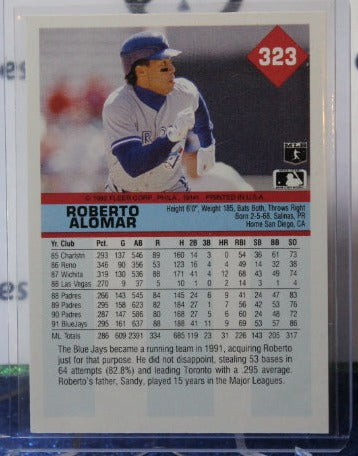 323
© 1992 FLEER CORP., PHILA., 19141 PRINTED IN U.S.A.
ROBERTO
ALOMAR
Height 6'0", Weight 185, Bats Both, Throws Right
Born 2-5-68, Salinas, PR
Home San Diego, CA
Yr. Club Pct. G AB R H 2B 3B HR RBI SB BB SO
85 Charlstn .293 137 546 89 160 14 3 0 54 36 61 73
86 Reno .346 90 356 53 123 16 4 4 49 14 32 38
87 Wichita .319 130 536 88 171 41 4 12 68 43 49 74
88 Las Vegas .270 9 37 5 10 1 0 2 14 3 1 4
88 Padres .266 143 545 84 145 24 6 9 41 24 47 83
89 Padres .295 158 623 82 184 27 1 7 56 42 53 76
90 Padres .287 147 586 80 168 27 5 6 60 24 48 72
91 BlueJays .295 161 637 88 188 41 11 9 69 53 57 86
ML Totals .286 609 2391 334 685 119 23 31 226 143 205 317
The Blue Jays became a running team in 1991, acquiring Roberto
just for that purpose. He did not disappoint, stealing 53 bases in
64 attempts (82.8%) and leading Toronto with a .295 average.
Roberto's father, Sandy, played 15 years in the Major Leagues.